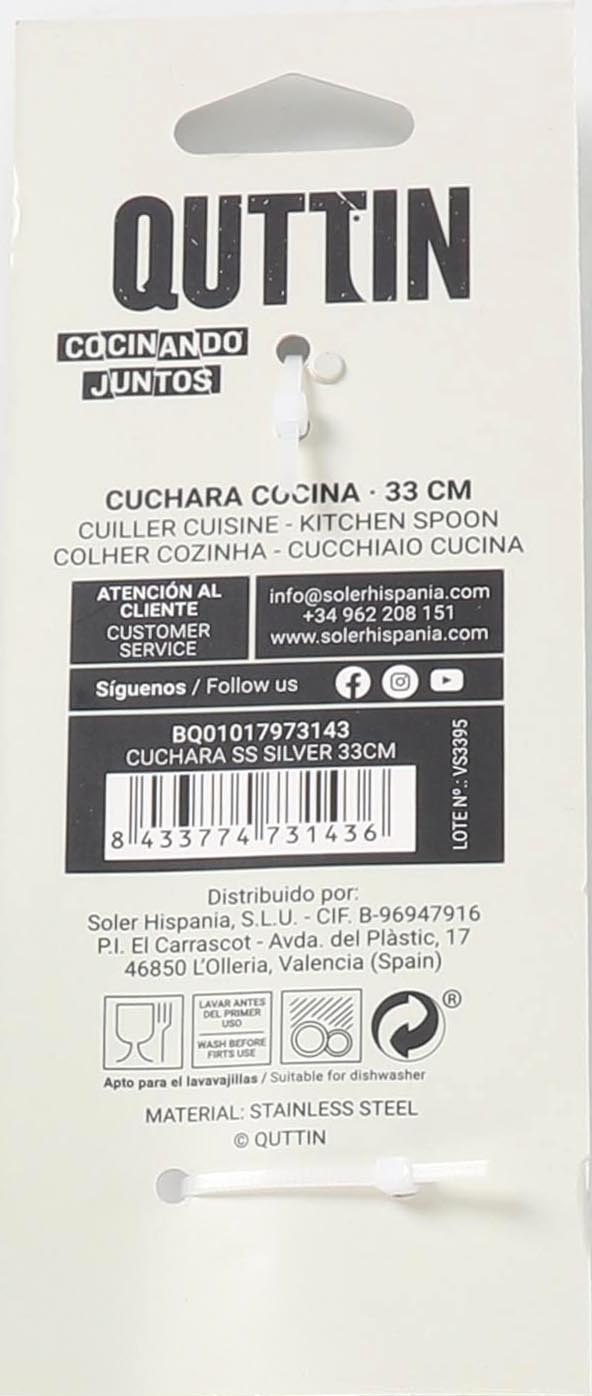 QUTTIN
COCINANDO
JUNTOS
CUCHARA COCINA · 33 CM
CUILLER CUISINE - KITCHEN SPOON
COLHER COZINHA - CUCCHIAIO CUCINA
ATENCIÓN AL
CLIENTE
CUSTOMER
SERVICE
info@solerhispania.com
+34 962 208 151
www.solerhispania.com
Síguenos / Follow us
BQ01017973143
CUCHARA SS SILVER 33CM
8 433774 731436
LOTE Nº.: VS3395
Distribuido por:
Soler Hispania, S.L.U. - CIF. B-96947916
P.I. El Carrascot - Avda. del Plàstic, 17
46850 L'Olleria, Valencia (Spain)
LAVAR ANTES
DEL PRIMER
USO
WASH BEFORE
FIRTS USE
®
Apto para el lavavajillas / Suitable for dishwasher
MATERIAL: STAINLESS STEEL
© QUTTIN